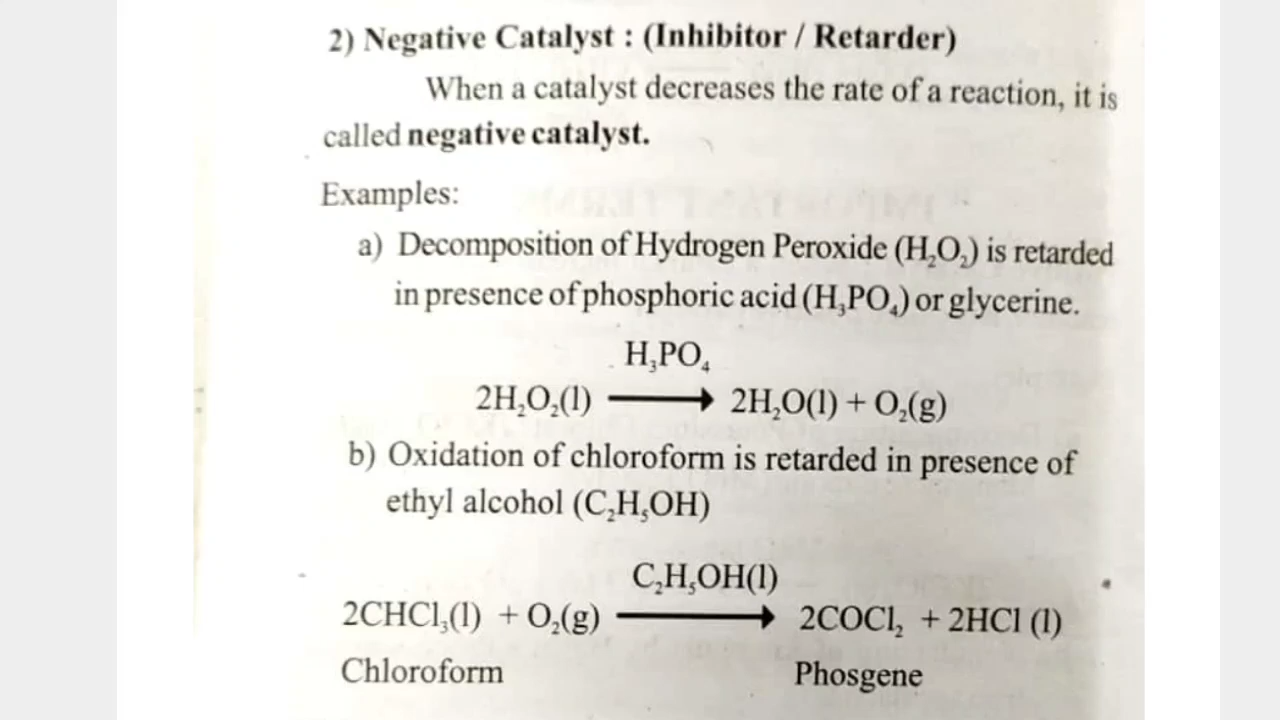 2) Negative Catalyst : (Inhibitor / Retarder)
When a catalyst decreases the rate of a reaction, it is
called negative catalyst.
Examples:
a) Decomposition of Hydrogen Peroxide (H₂O₂) is retarded
in presence of phosphoric acid (H₃PO₄) or glycerine.
H₃PO₄
2H₂O₂(l) ⟶ 2H₂O(l) + O₂(g)
b) Oxidation of chloroform is retarded in presence of
ethyl alcohol (C₂H₅OH)
C₂H₅OH(l)
2CHCl₃(l) + O₂(g) ⟶ 2COCl₂ + 2HCl (l)
Chloroform Phosgene